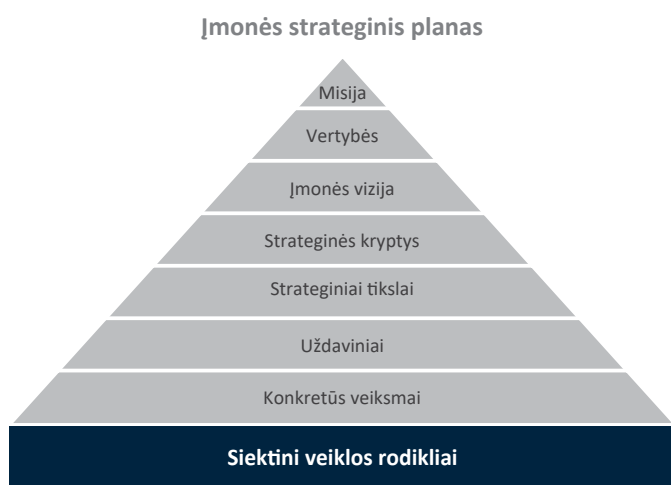 Įmonės strateginis planas
Misija
Vertybės
Įmonės vizija
Strateginės kryptys
Strateginiai tikslai
Uždaviniai
Konkretūs veiksmai
Siektini veiklos rodikliai